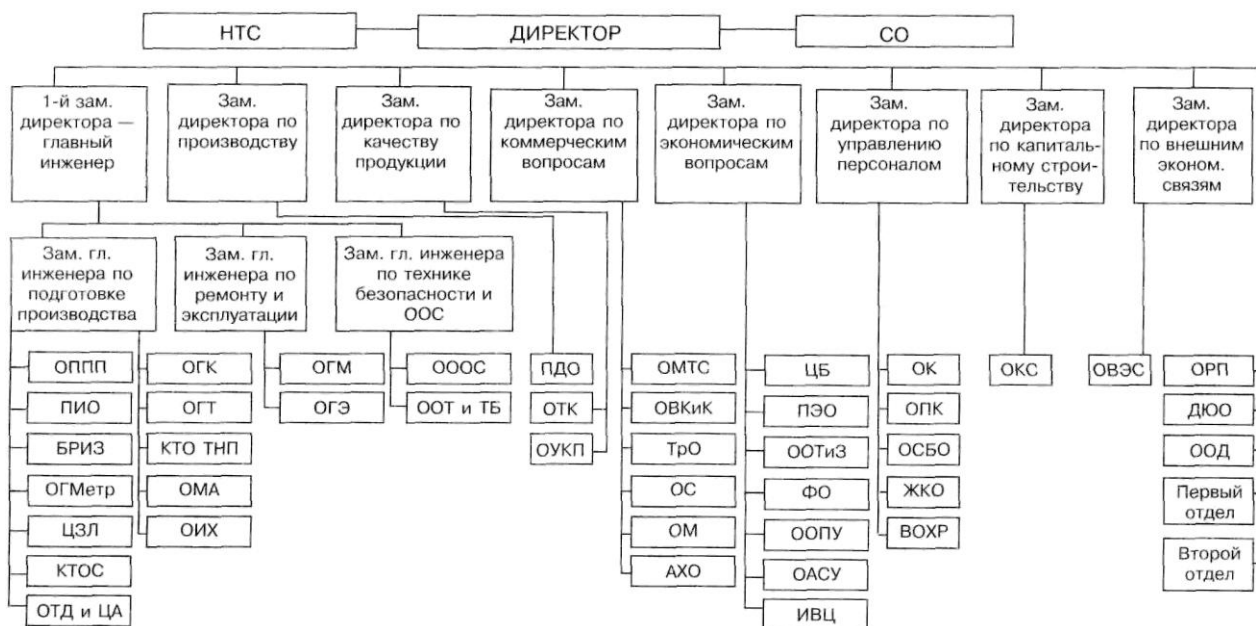 НТС
ДИРЕКТОР
СО
1-й зам.
директора —
главный
инженер
Зам.
директора по
производству
Зам.
директора по
качеству
продукции
Зам.
директора по
коммерческим
вопросам
Зам.
директора по
экономическим
вопросам
Зам.
директора по
управлению
персоналом
Зам.
директора
по капиталь-
ному строи-
тельству
Зам.
директора
по внешним
эконом.
связям
Зам. гл.
инженера по
подготовке
производства
Зам. гл.
инженера по
ремонту и
эксплуатации
Зам. гл. инженера
по технике
безопасности и
ООС
ОППП
ПИО
БРИЗ
ОГМетр
ЦЗЛ
КТОС
ОТД и ЦА
ОГК
ОГТ
КТО ТНП
ОМА
ОИХ
ОГМ
ОГЭ
ОООС
ООТ и ТБ
ПДО
ОТК
ОУКП
ОМТС
ОВКиК
ТрО
ОС
ОМ
АХО
ЦБ
ПЭО
ООТиЗ
ФО
ООПУ
ОАСУ
ИВЦ
ОК
ОПК
ОСБО
ЖКО
ВОХР
ОКС
ОВЭС
ОРП
ДЮО
ООД
Первый
отдел
Второй
отдел